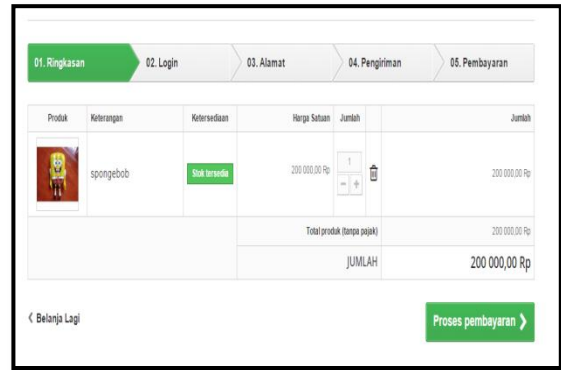 01. Ringkasan 02. Login 03. Alamat 04. Pengiriman 05. Pembayaran
Produk Keterangan Ketersediaan Harga Satuan Jumlah Jumlah
spongebob Stok tersedia 200 000,00 Rp 1 200 000,00 Rp
Total produk (tanpa pajak) 200 000,00 Rp
JUMLAH 200 000,00 Rp
Belanja Lagi Proses pembayaran